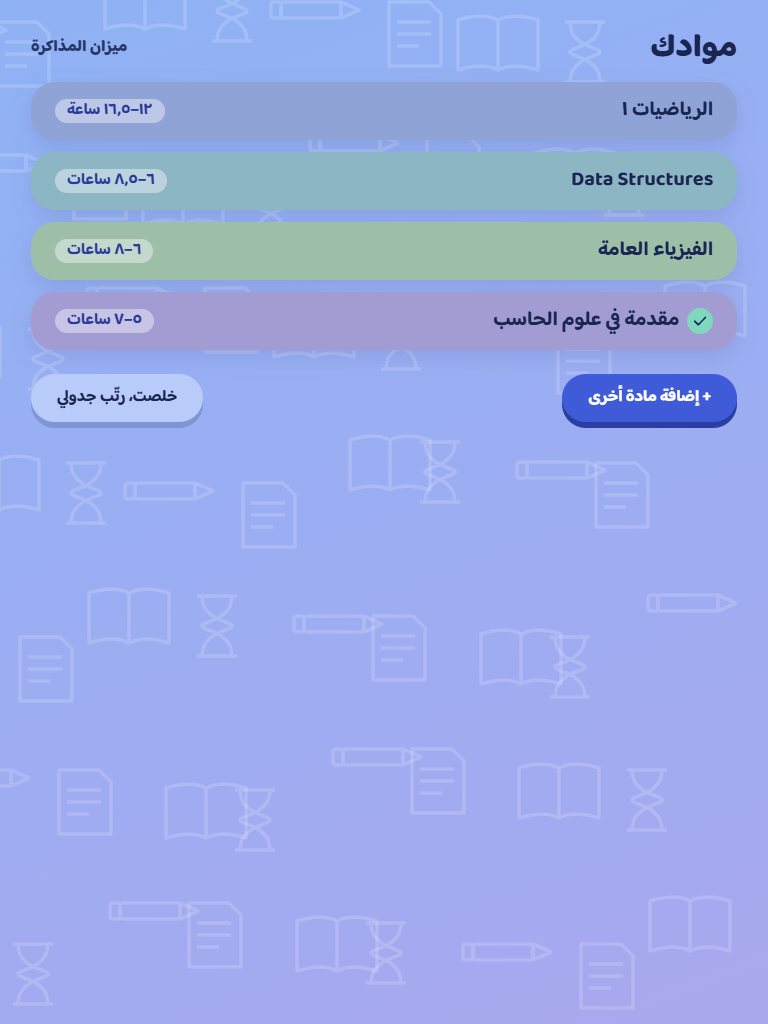 موادك
ميزان المذاكرة
الرياضيات ١
١٢–١٦,٥ ساعة
Data Structures
٦–٨,٥ ساعات
الفيزياء العامة
٦–٨ ساعات
مقدمة في علوم الحاسب
٥–٧ ساعات
+ إضافة مادة أخرى
خلصت، رتّب جدولي